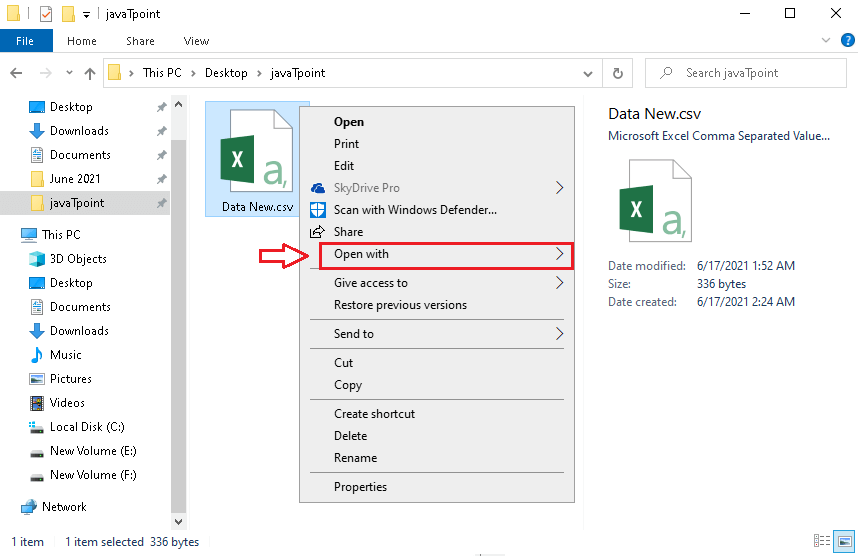 javaTpoint
File Home Share View
This PC Desktop javaTpoint
Search javaTpoint
Desktop
Downloads
Documents
June 2021
javaTpoint
This PC
3D Objects
Desktop
Documents
Downloads
Music
Pictures
Videos
Local Disk (C:)
New Volume (E:)
New Volume (F:)
Network
X a,
Data New.csv
Open
Print
Edit
SkyDrive Pro
Scan with Windows Defender...
Share
Open with
Give access to
Restore previous versions
Send to
Cut
Copy
Create shortcut
Delete
Rename
Properties
Data New.csv
Microsoft Excel Comma Separated Value...
X a,
Date modified: 6/17/2021 1:52 AM
Size: 336 bytes
Date created: 6/17/2021 2:24 AM
1 item 1 item selected 336 bytes